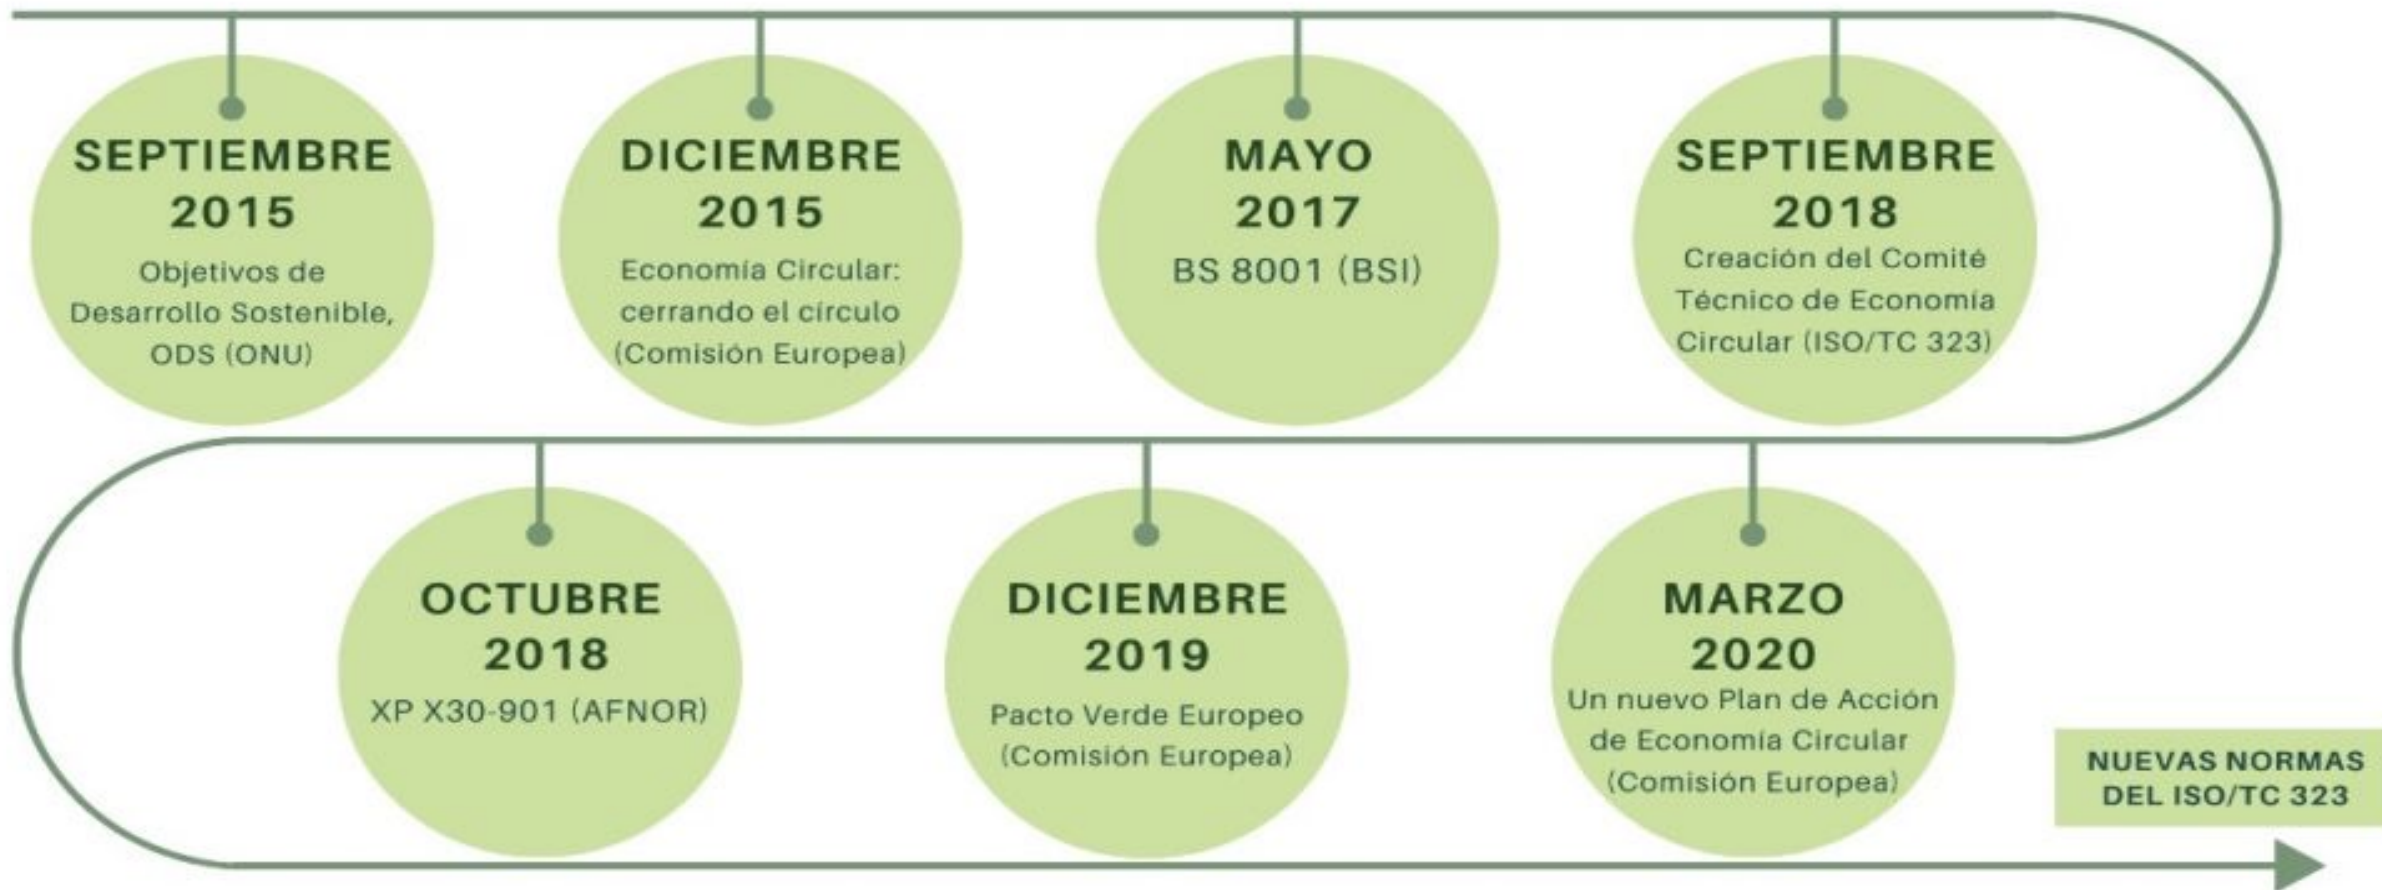 SEPTIEMBRE
2015
Objetivos de
Desarrollo Sostenible,
ODS (ONU)
DICIEMBRE
2015
Economía Circular:
cerrando el círculo
(Comisión Europea)
MAYO
2017
BS 8001 (BSI)
SEPTIEMBRE
2018
Creación del Comité
Técnico de Economía
Circular (ISO/TC 323)
OCTUBRE
2018
XP X30-901 (AFNOR)
DICIEMBRE
2019
Pacto Verde Europeo
(Comisión Europea)
MARZO
2020
Un nuevo Plan de Acción
de Economía Circular
(Comisión Europea)
NUEVAS NORMAS
DEL ISO/TC 323